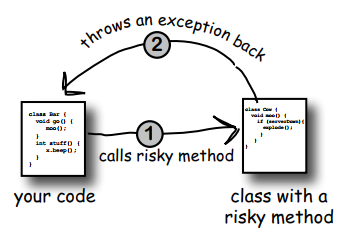 throws an exception back
2
class Bar {
void go() {
moo();
}
int stuff() {
x.beep();
}
}
1
calls risky method
class Cow {
void moo() {
if (serverDown){
explode();
}
}
}
your code
class with a
risky method